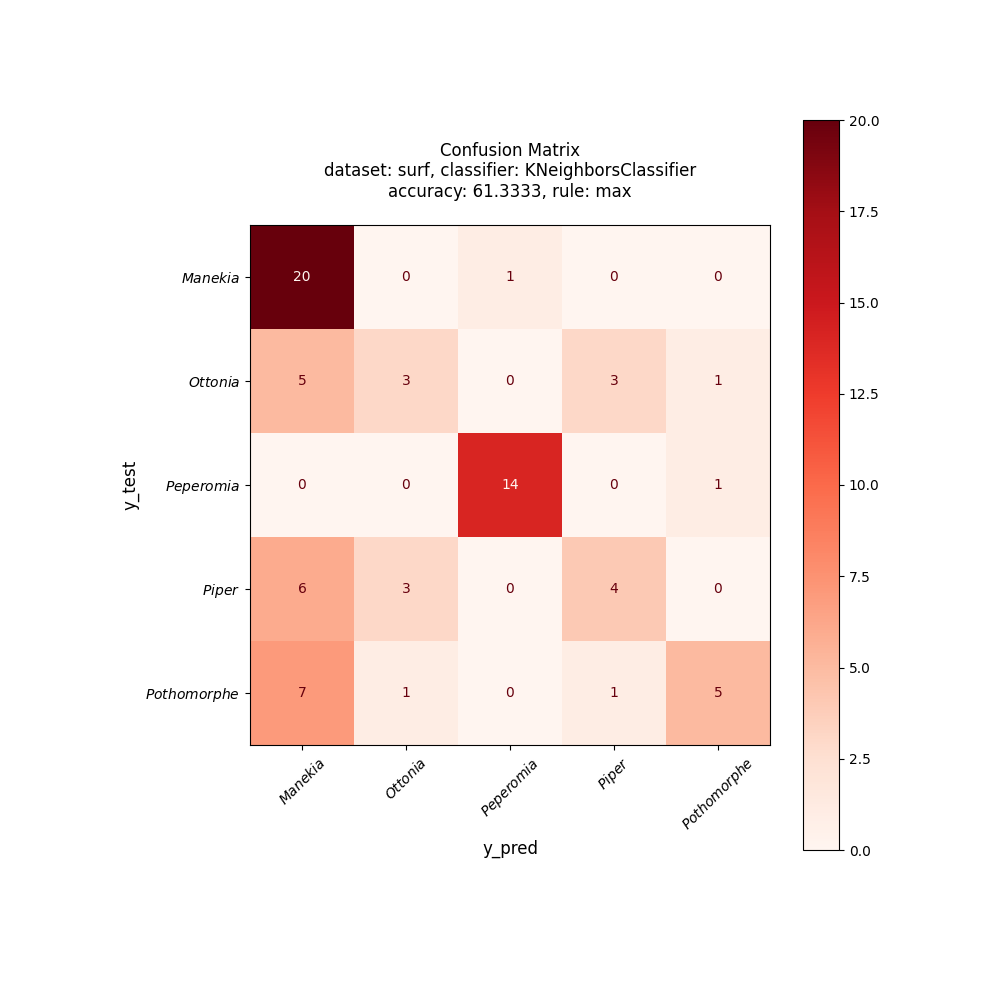 Confusion Matrix
dataset: surf, classifier: KNeighborsClassifier
accuracy: 61.3333, rule: max
20.0
17.5
15.0
12.5
10.0
7.5
5.0
2.5
0.0
y_test
Manekia 20 0 1 0 0
Ottonia 5 3 0 3 1
Peperomia 0 0 14 0 1
Piper 6 3 0 4 0
Pothomorphe 7 1 0 1 5
Manekia Ottonia Peperomia Piper Pothomorphe
y_pred